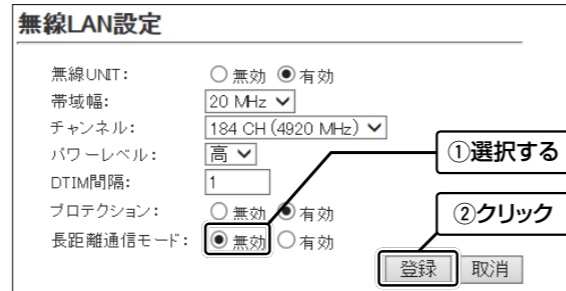 無線LAN設定
無線UNIT： 無効 有効
帯域幅： 20 MHz
チャンネル： 184 CH (4920 MHz)
パワーレベル： 高
①選択する
DTIM間隔： 1
プロテクション： 無効 有効
②クリック
長距離通信モード： 無効 有効
登録 取消